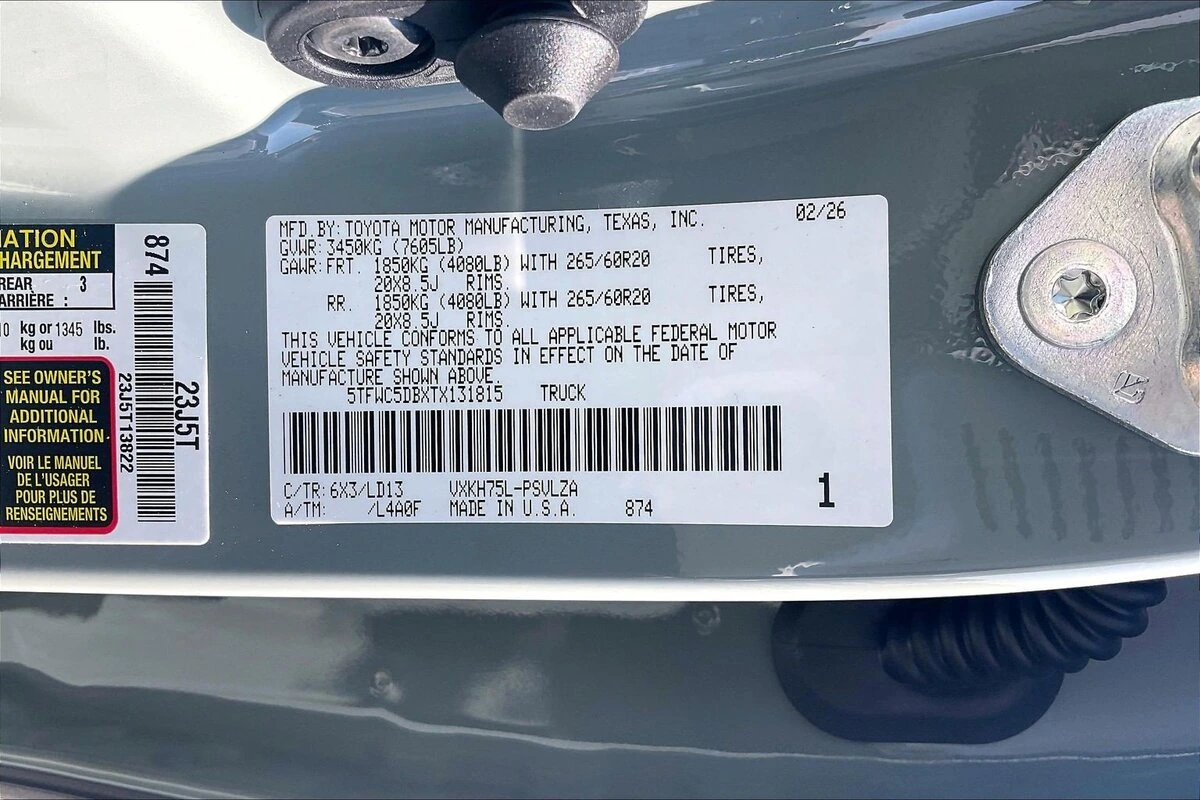 MFD.BY:TOYOTA MOTOR MANUFACTURING, TEXAS, INC. 02/26
GVWR:3450KG (7605LB)
GAWR:FRT. 1850KG (4080LB) WITH 265/60R20 TIRES,
20X8.5J RIMS.
RR. 1850KG (4080LB) WITH 265/60R20 TIRES,
20X8.5J RIMS.
THIS VEHICLE CONFORMS TO ALL APPLICABLE FEDERAL MOTOR
VEHICLE SAFETY STANDARDS IN EFFECT ON THE DATE OF
MANUFACTURE SHOWN ABOVE.
5TFWC5DBXTX131815 TRUCK
C/TR:6X3/LD13 VXKH75L-PSVLZA
A/TM: /L4A0F MADE IN U.S.A. 874
1
REAR 3
ARRIÈRE :
kg or 1345 lbs.
kg ou lb.
SEE OWNER'S
MANUAL FOR
ADDITIONAL
INFORMATION
VOIR LE MANUEL
DE L'USAGER
POUR PLUS DE
RENSEIGNEMENTS
874
23J5T
23J5T13822